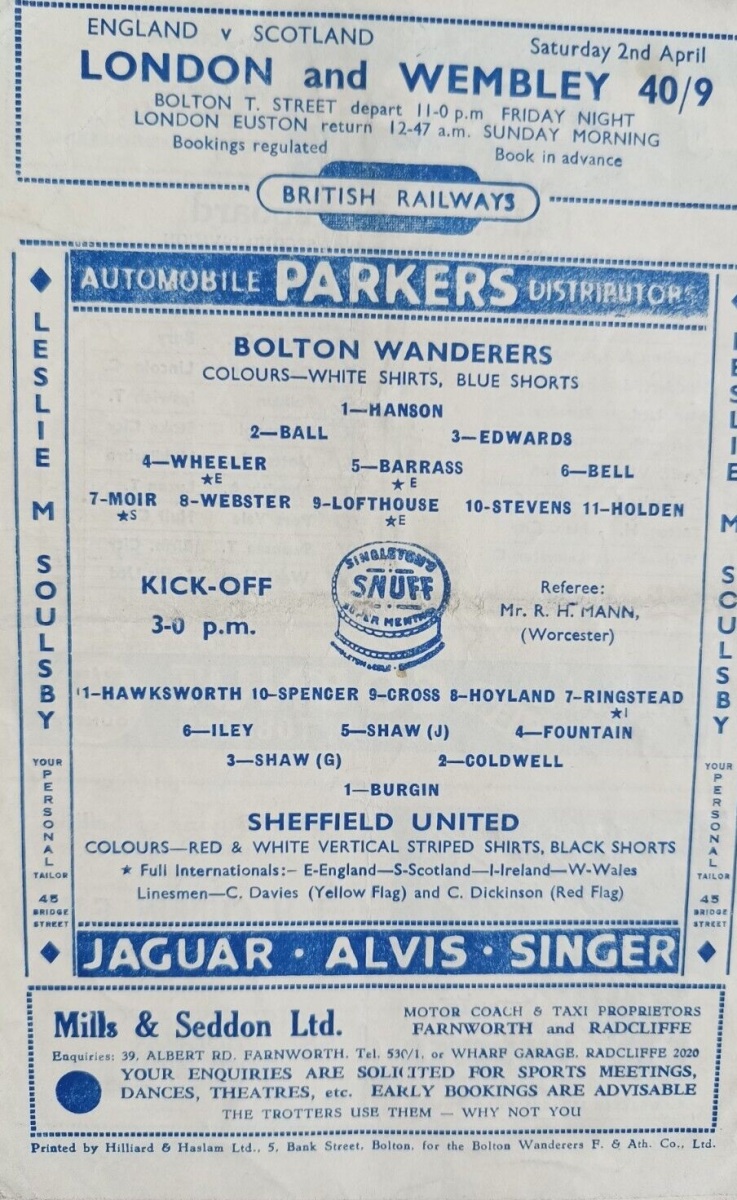 ENGLAND v SCOTLAND
Saturday 2nd April
LONDON and WEMBLEY 40/9
BOLTON T. STREET depart 11-0 p.m FRIDAY NIGHT
LONDON EUSTON return 12-47 a.m. SUNDAY MORNING
Bookings regulated
Book in advance
BRITISH RAILWAYS
AUTOMOBILE PARKERS DISTRIBUTORS
LESLIE M SOULSBY
YOUR
PERSONAL
TAILOR
45
BRIDGE
STREET
BOLTON WANDERERS
COLOURS—WHITE SHIRTS, BLUE SHORTS
1—HANSON
2—BALL 3—EDWARDS
4—WHEELER 5—BARRASS 6—BELL
★E ★E
7-MOIR 8-WEBSTER 9-LOFTHOUSE 10-STEVENS 11-HOLDEN
★S ★E
KICK-OFF
3-0 p.m.
SINGLETON'S
SNUFF
SUPER MENTHOL
Referee:
Mr. R. H. MANN,
(Worcester)
11-HAWKSWORTH 10-SPENCER 9-CROSS 8-HOYLAND 7-RINGSTEAD
★I
6—ILEY 5—SHAW (J) 4—FOUNTAIN
3—SHAW (G) 2—COLDWELL
1—BURGIN
SHEFFIELD UNITED
COLOURS—RED & WHITE VERTICAL STRIPED SHIRTS, BLACK SHORTS
★ Full Internationals:– E-England—S-Scotland—I-Ireland—W-Wales
Linesmen—C. Davies (Yellow Flag) and C. Dickinson (Red Flag)
LESLIE M SOULSBY
YOUR
PERSONAL
TAILOR
45
BRIDGE
STREET
JAGUAR · ALVIS · SINGER
Mills & Seddon Ltd.
MOTOR COACH & TAXI PROPRIETORS
FARNWORTH and RADCLIFFE
Enquiries: 39, ALBERT RD. FARNWORTH. Tel. 530/1, or WHARF GARAGE, RADCLIFFE 2020
YOUR ENQUIRIES ARE SOLICITED FOR SPORTS MEETINGS,
DANCES, THEATRES, etc. EARLY BOOKINGS ARE ADVISABLE
THE TROTTERS USE THEM — WHY NOT YOU
Printed by Hilliard & Haslam Ltd., 5, Bank Street, Bolton, for the Bolton Wanderers F. & Ath. Co., Ltd.